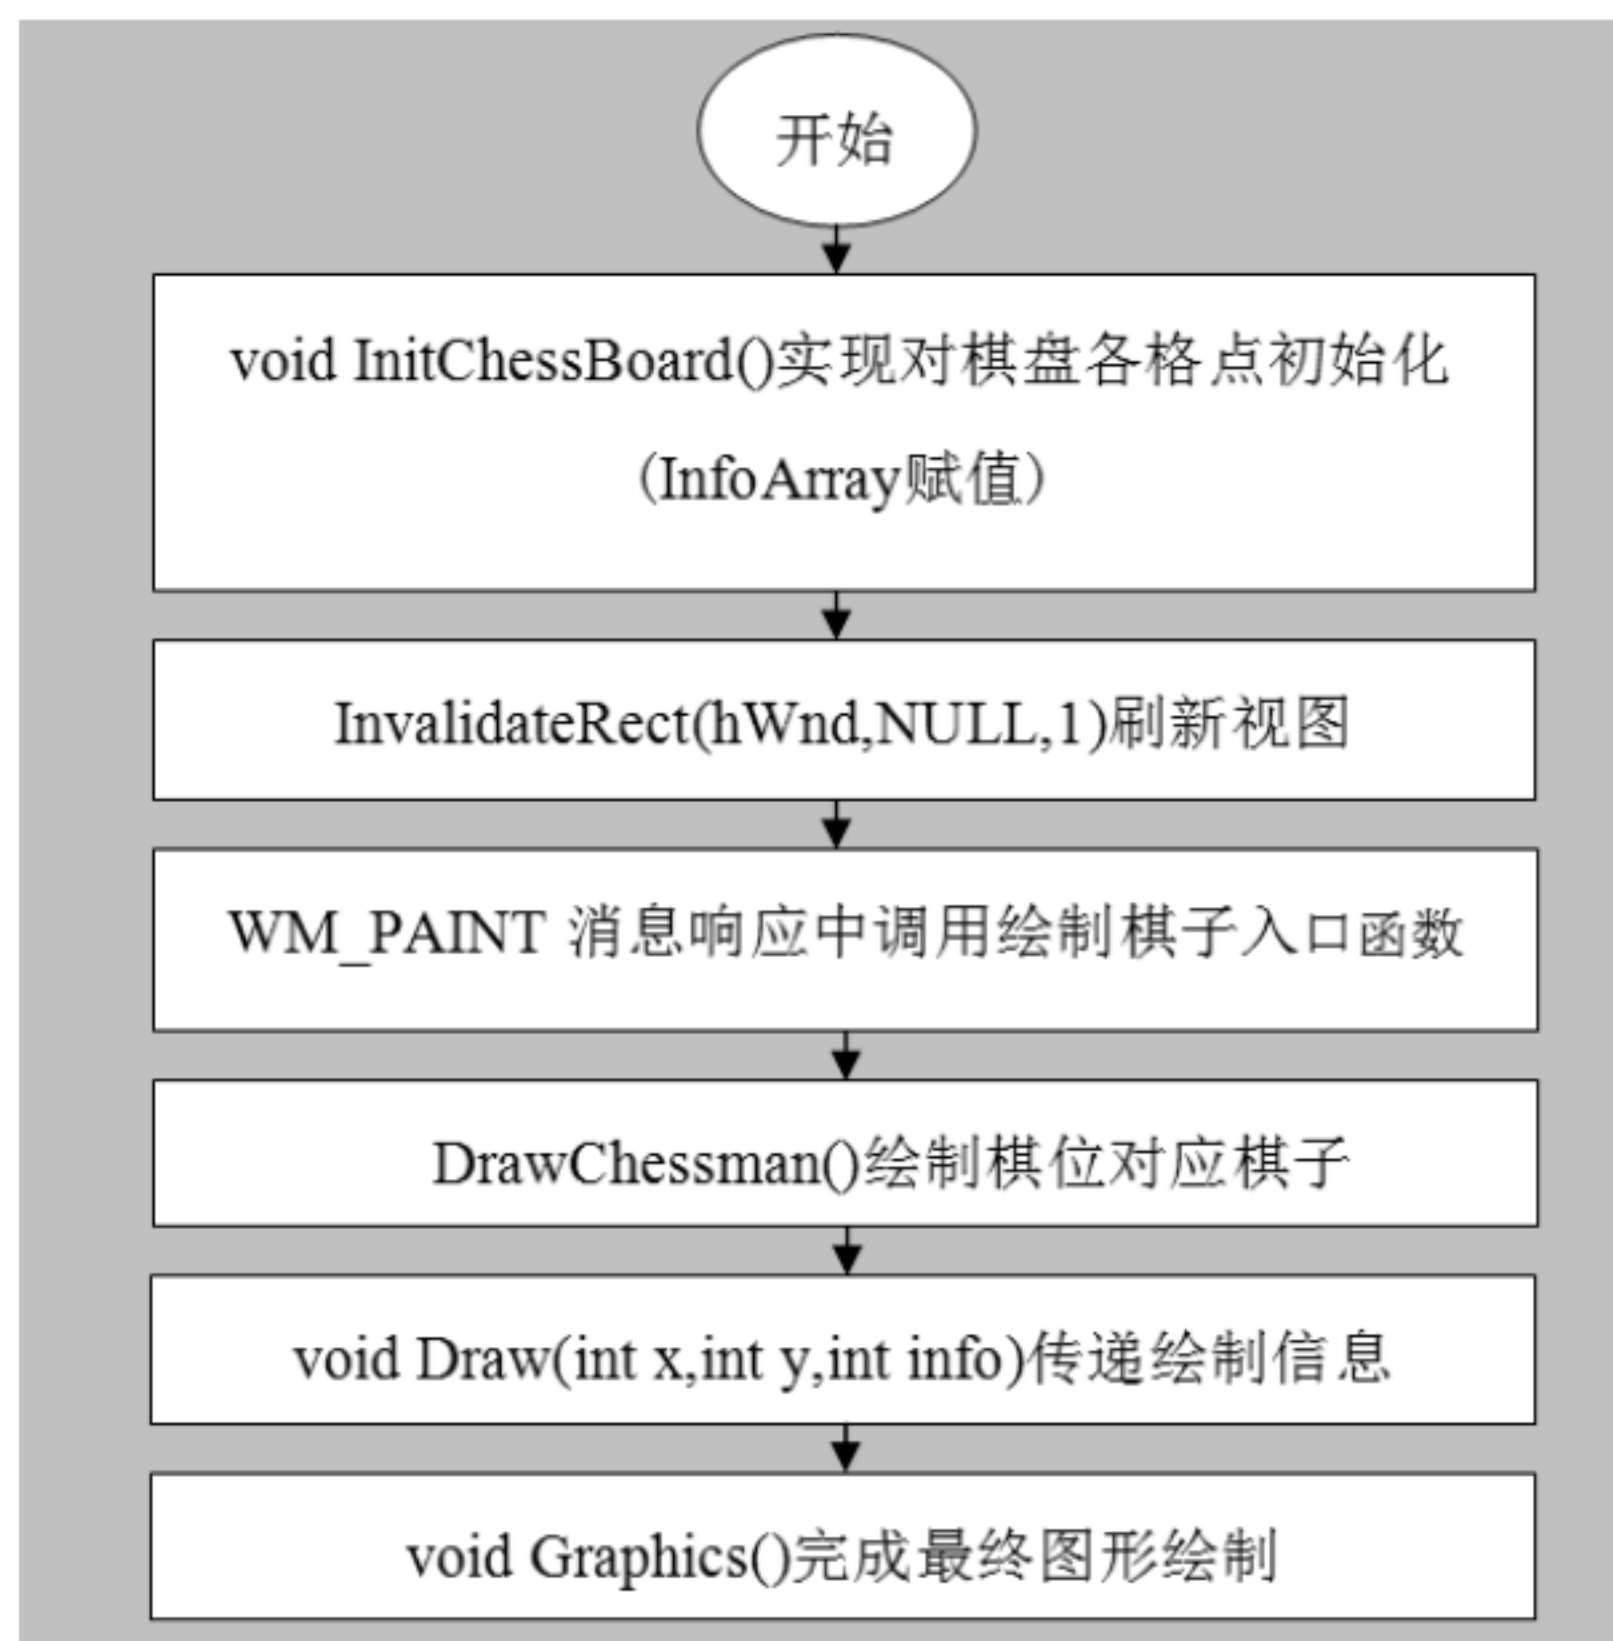 开始
void InitChessBoard()实现对棋盘各格点初始化
（InfoArray赋值）
InvalidateRect(hWnd,NULL,1)刷新视图
WM_PAINT 消息响应中调用绘制棋子入口函数
DrawChessman()绘制棋位对应棋子
void Draw(int x,int y,int info)传递绘制信息
void Graphics()完成最终图形绘制